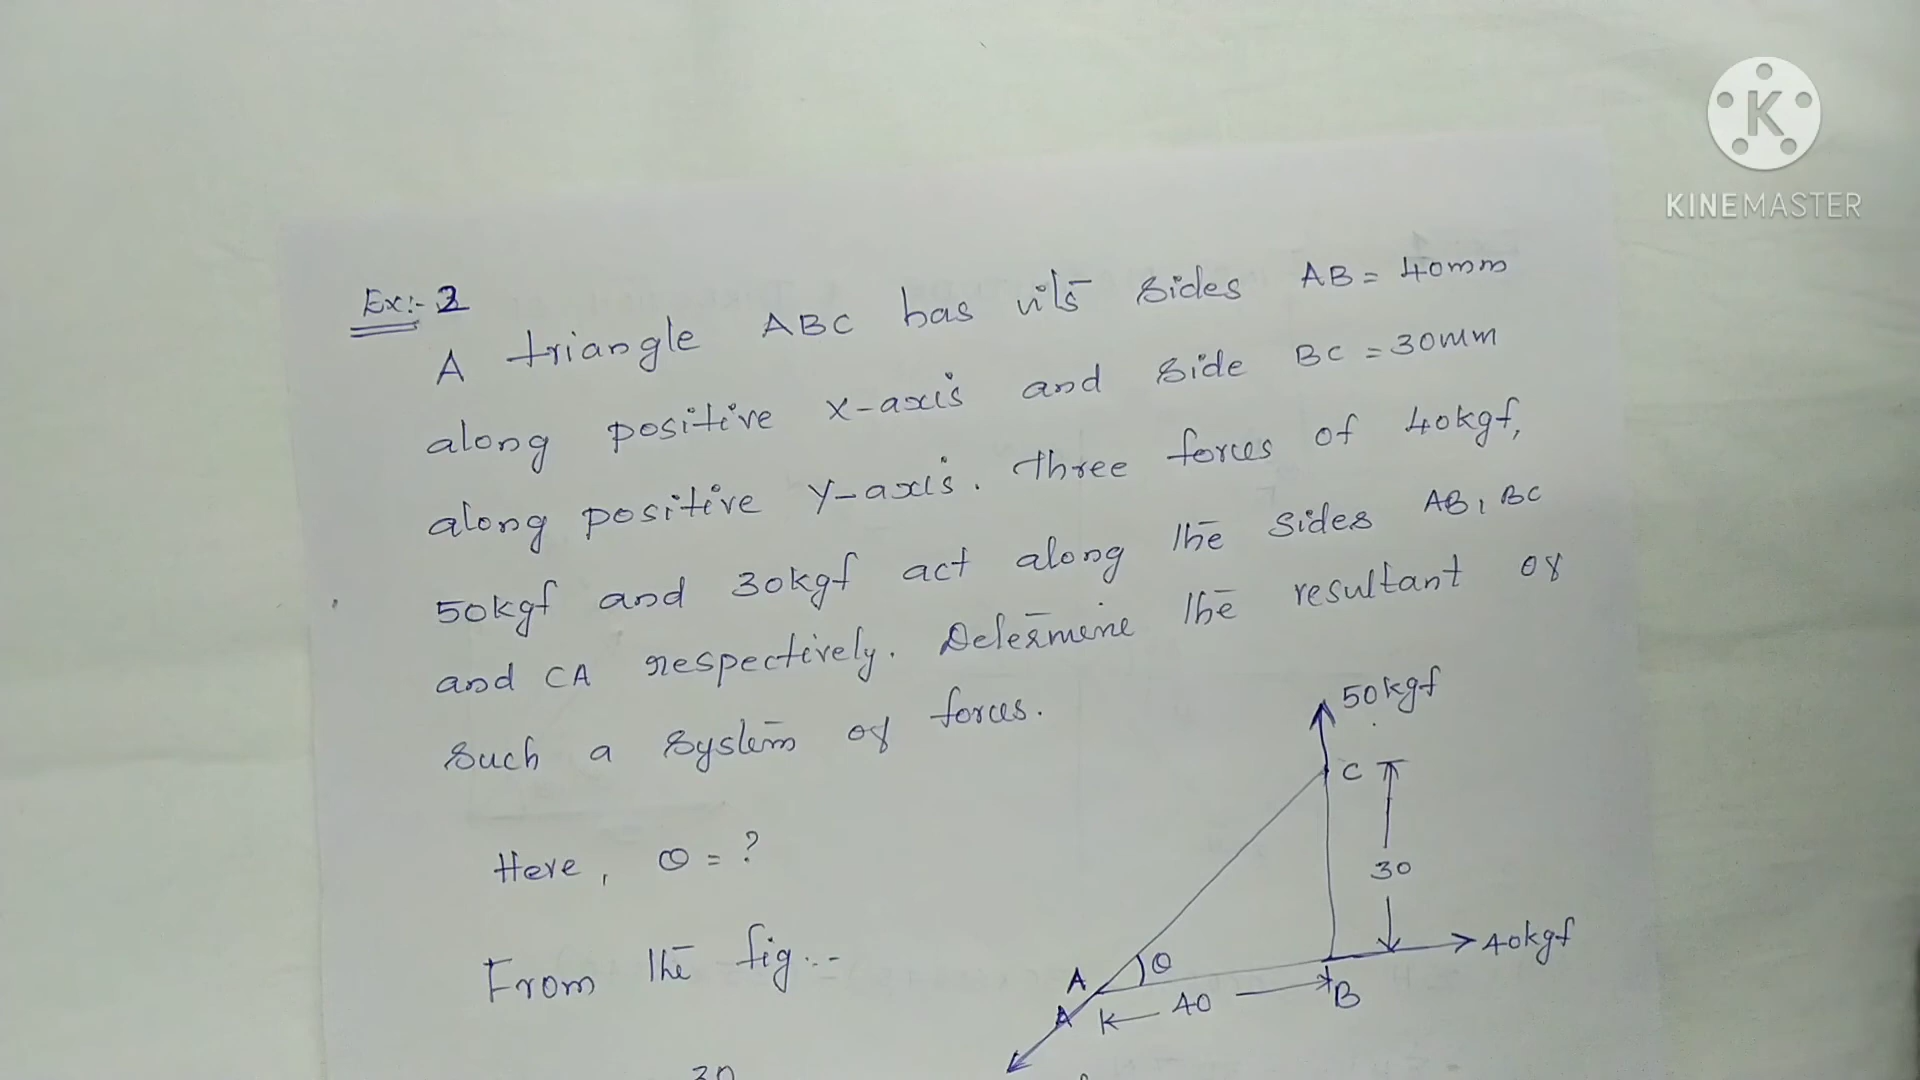 KINEMASTER
Ex:- 2
A triangle ABC has its sides AB = 40mm
along positive x-axis and side BC = 30mm
along positive y-axis. Three forces of 40kgf,
50kgf and 30kgf act along the sides AB, BC
and CA respectively. Determine the resultant of
such a system of forces.
50kgf
C
30
Here, θ = ?
From the fig:-
A
θ
40kgf
A
40
B
30